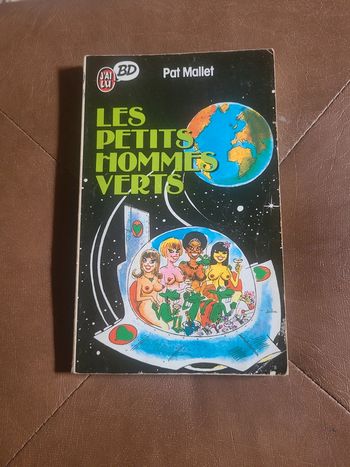 J'AI
LU
BD
Pat Mallet
LES
PETITS
HOMMES
VERTS